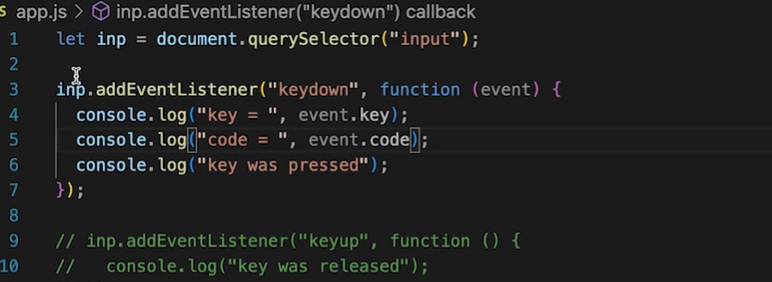 S app.js > inp.addEventListener("keydown") callback
1 let inp = document.querySelector("input");
2
3 inp.addEventListener("keydown", function (event) {
4 console.log("key = ", event.key);
5 console.log("code = ", event.code);
6 console.log("key was pressed");
7 });
8
9 // inp.addEventListener("keyup", function () {
10 //   console.log("key was released");